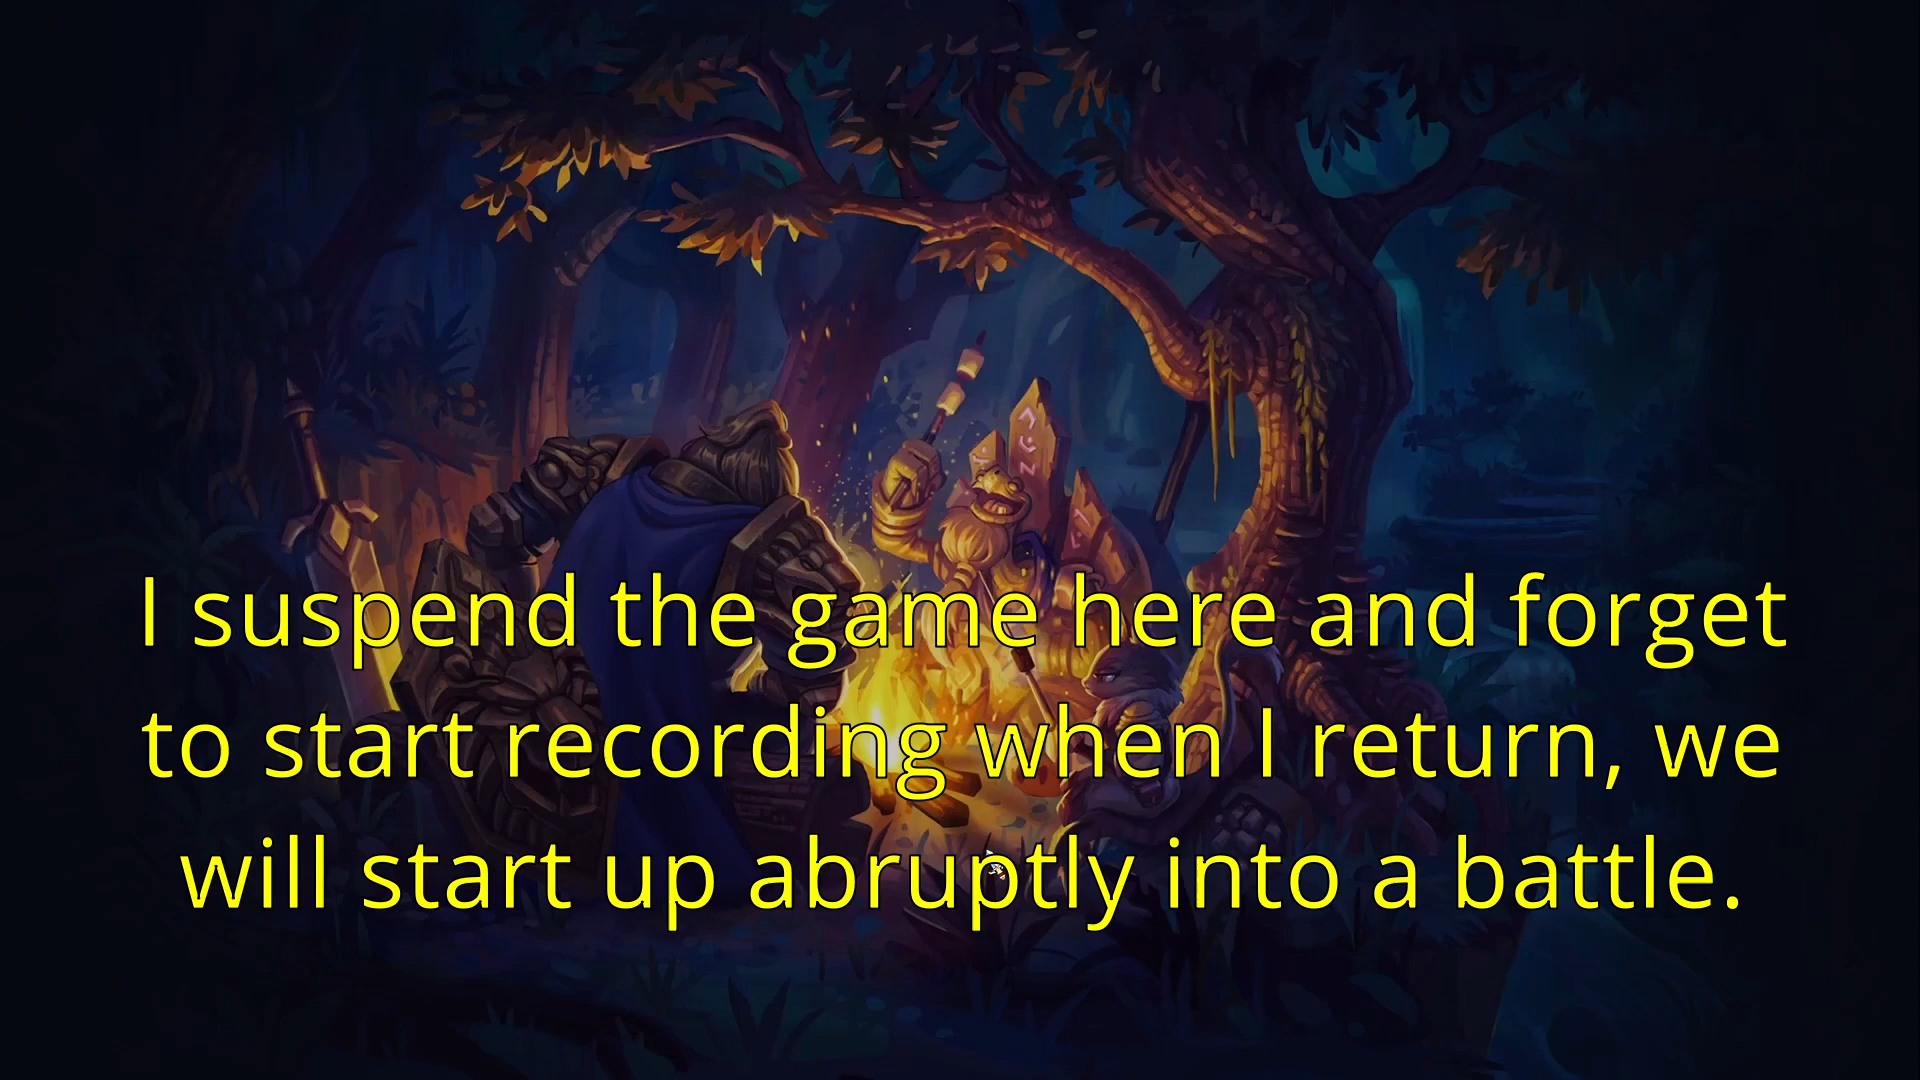 I suspend the game here and forget
to start recording when I return, we
will start up abruptly into a battle.